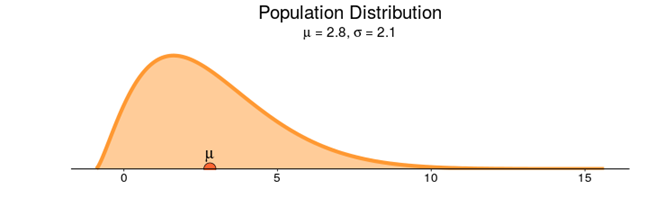 Population Distribution
μ = 2.8, σ = 2.1
μ
0 5 10 15